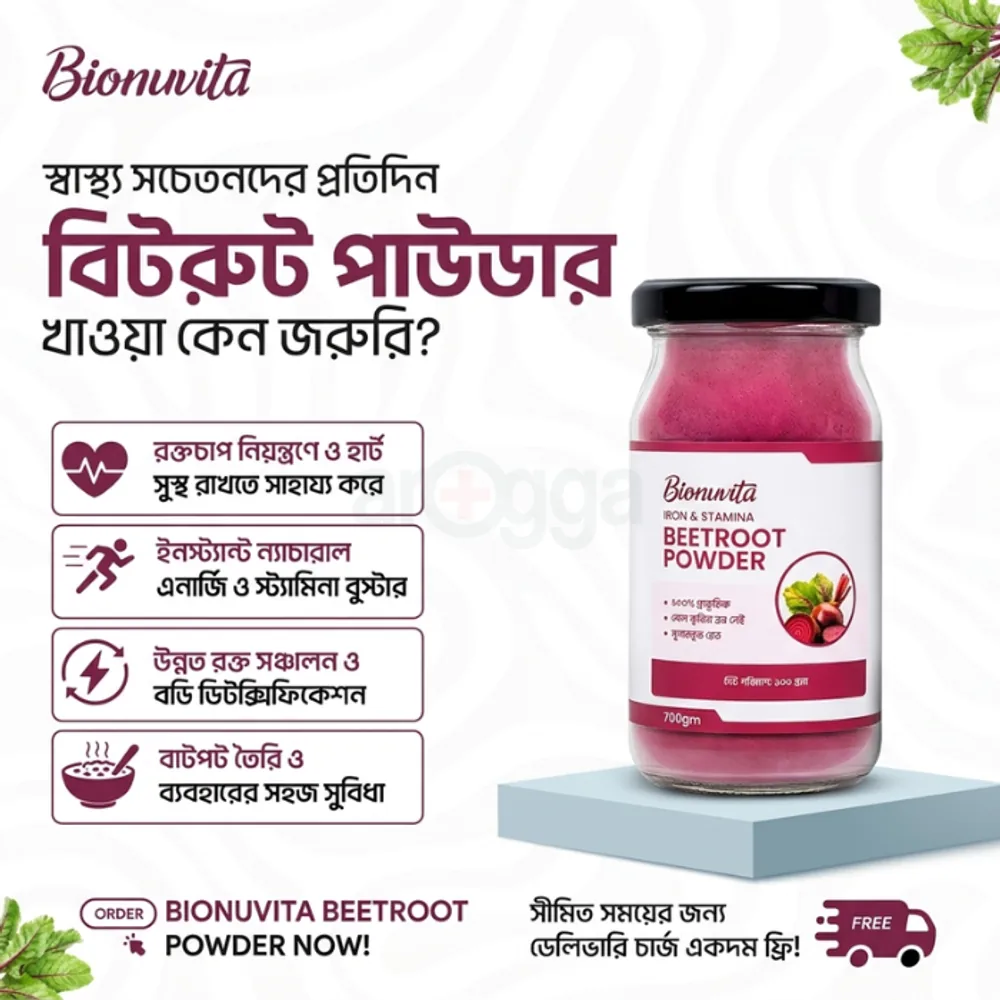 Bionuvita
স্বাস্থ্য সচেতনদের প্রতিদিন
বিটরুট পাউডার
খাওয়া কেন জরুরি?
রক্তচাপ নিয়ন্ত্রণে ও হার্ট
সুস্থ রাখতে সাহায্য করে
ইনস্ট্যান্ট ন্যাচারাল
এনার্জি ও স্ট্যামিনা বুস্টার
উন্নত রক্ত সঞ্চালন ও
বডি ডিটক্সিফিকেশন
বাটপট তৈরি ও
ব্যবহারের সহজ সুবিধা
arogga
Bionuvita
IRON & STAMINA
BEETROOT
POWDER
700gm
ORDER
BIONUVITA BEETROOT
POWDER NOW!
সীমিত সময়ের জন্য
ডেলিভারি চার্জ একদম ফ্রি!
FREE